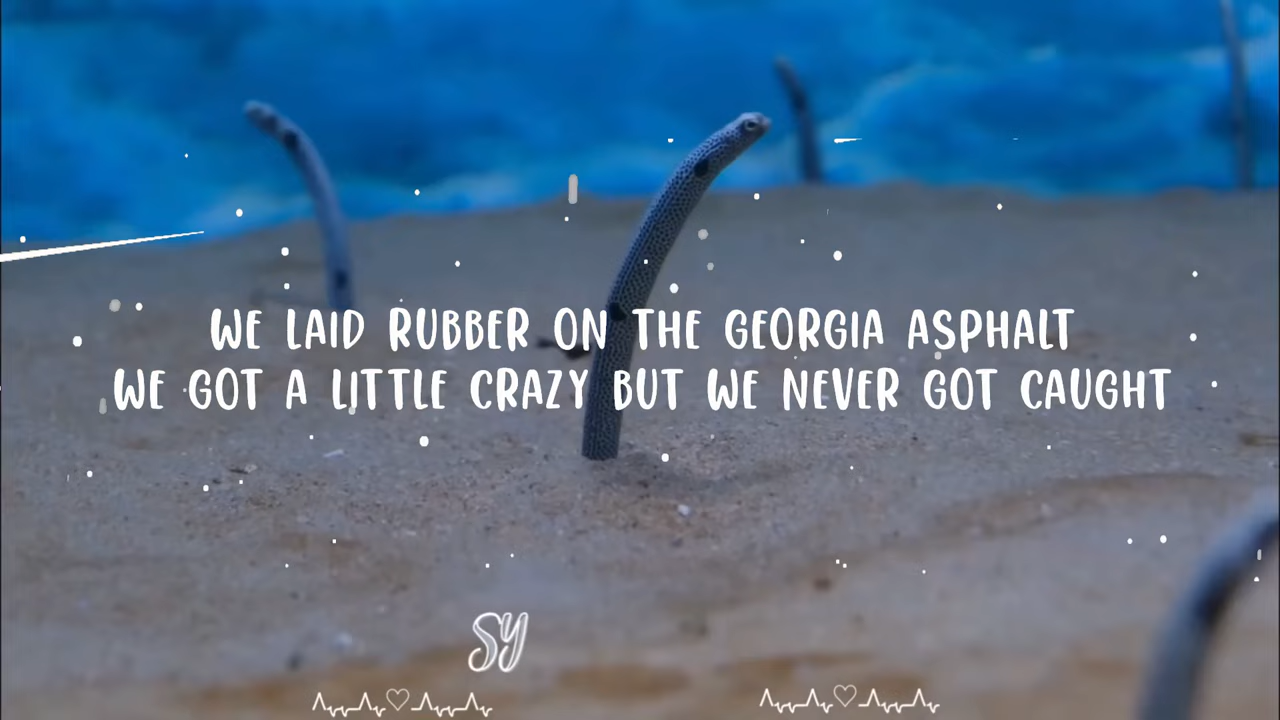 WE LAID RUBBER ON THE GEORGIA ASPHALT
WE GOT A LITTLE CRAZY BUT WE NEVER GOT CAUGHT
SY